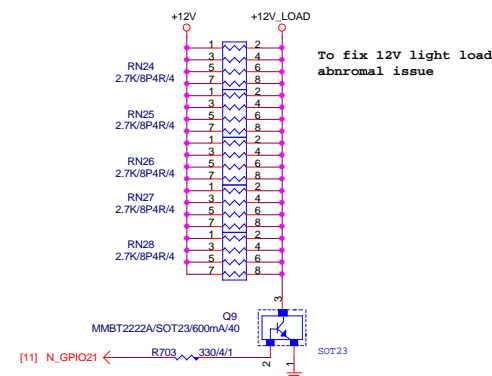 +12V +12V_LOAD
To fix 12V light load
abnromal issue
1 2
3 4
RN24
5 6
2.7K/8P4R/4
7 8
1 2
3 4
RN25
5 6
2.7K/8P4R/4
7 8
1 2
3 4
RN26
5 6
2.7K/8P4R/4
7 8
1 2
3 4
RN27
5 6
2.7K/8P4R/4
7 8
1 2
3 4
RN28
5 6
2.7K/8P4R/4
7 8
3
Q9
MMBT2222A/SOT23/600mA/40
SOT23
[11] N_GPIO21 R703 330/4/1
2 1